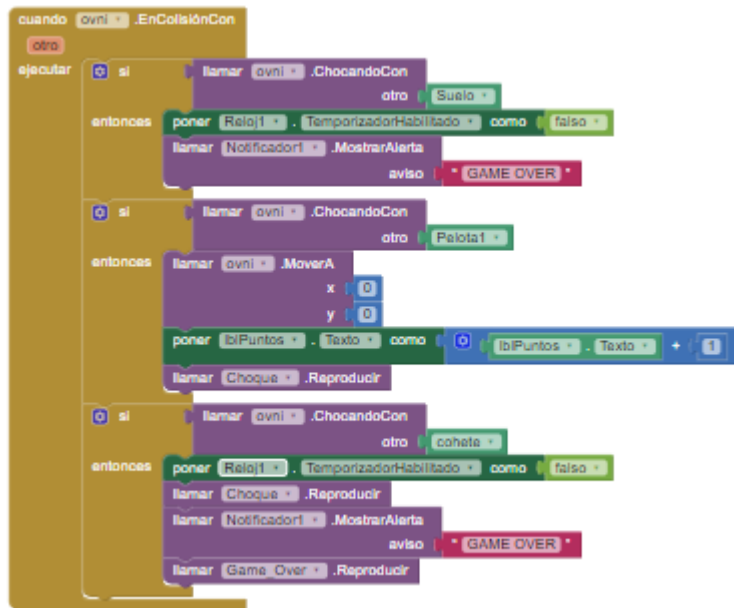 cuando ovni .EnColisiónCon
otro
ejecutar si llamar ovni .ChocandoCon
otro Suelo
entonces poner Reloj1 . TemporizadorHabilitado como falso
llamar Notificador1 .MostrarAlerta
aviso " GAME OVER "
si llamar ovni .ChocandoCon
otro Pelota1
entonces llamar ovni .MoverA
x 0
y 0
poner lblPuntos . Texto como lblPuntos . Texto + 1
llamar Choque .Reproducir
si llamar ovni .ChocandoCon
otro cohete
entonces poner Reloj1 . TemporizadorHabilitado como falso
llamar Choque .Reproducir
llamar Notificador1 .MostrarAlerta
aviso " GAME OVER "
llamar Game_Over .Reproducir